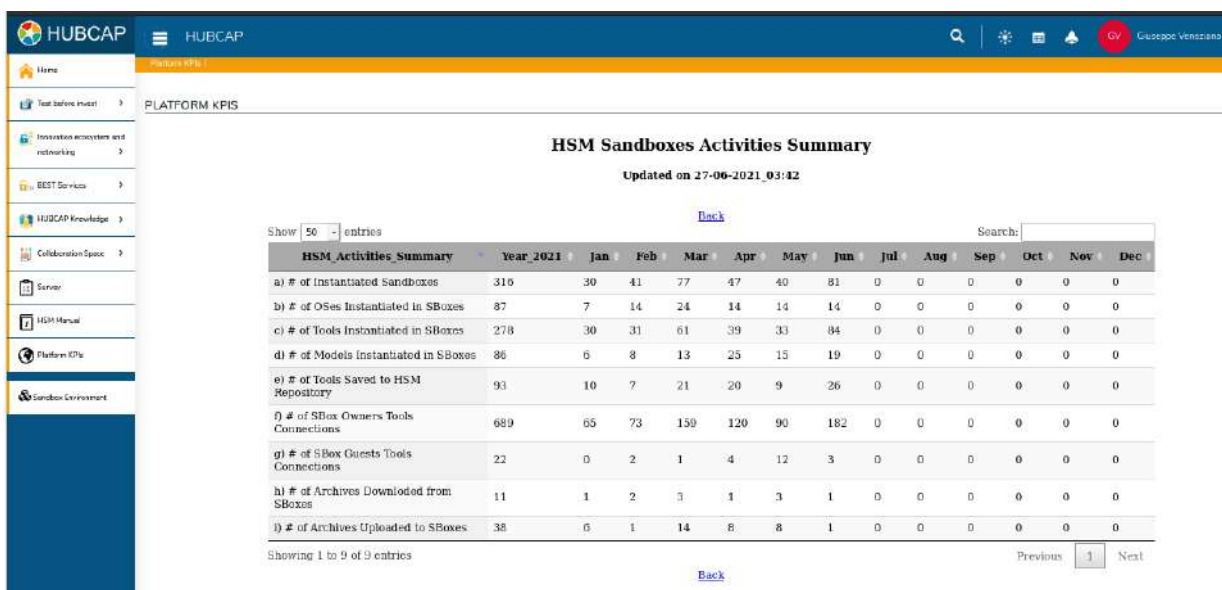 HUBCAP
HUBCAP
GV
Giuseppe Veneziano
Home
Platform KPIs
Test before invest
PLATFORM KPIS
Innovation ecosystem and
networking
BEST Services
HUBCAP Knowledge
Collaboration Space
Server
HSM Manual
Platform KPIs
Sandbox Environment
HSM Sandboxes Activities Summary
Updated on 27-06-2021_03:42
Back
Show 50 entries Search:
HSM_Activities_Summary Year_2021 Jan Feb Mar Apr May Jun Jul Aug Sep Oct Nov Dec
a) # of Instantiated Sandboxes 316 30 41 77 47 40 81 0 0 0 0 0 0
b) # of OSes Instantiated in SBoxes 87 7 14 24 14 14 14 0 0 0 0 0 0
c) # of Tools Instantiated in SBoxes 278 30 31 61 39 33 84 0 0 0 0 0 0
d) # of Models Instantiated in SBoxes 86 6 8 13 25 15 19 0 0 0 0 0 0
e) # of Tools Saved to HSM
Repository 93 10 7 21 20 9 26 0 0 0 0 0 0
f) # of SBox Owners Tools
Connections 689 65 73 159 120 90 182 0 0 0 0 0 0
g) # of SBox Guests Tools
Connections 22 0 2 1 4 12 3 0 0 0 0 0 0
h) # of Archives Downloded from
SBoxes 11 1 2 3 1 3 1 0 0 0 0 0 0
i) # of Archives Uploaded to SBoxes 38 6 1 14 8 8 1 0 0 0 0 0 0
Showing 1 to 9 of 9 entries Previous 1 Next
Back